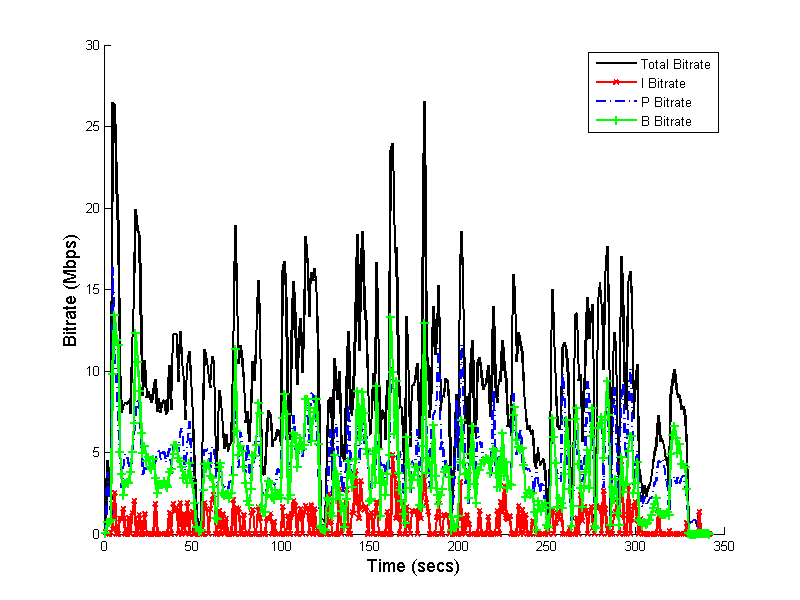 30
25
20
15
10
5
0
0 50 100 150 200 250 300 350
Bitrate (Mbps)
Time (secs)
Total Bitrate
I Bitrate
P Bitrate
B Bitrate